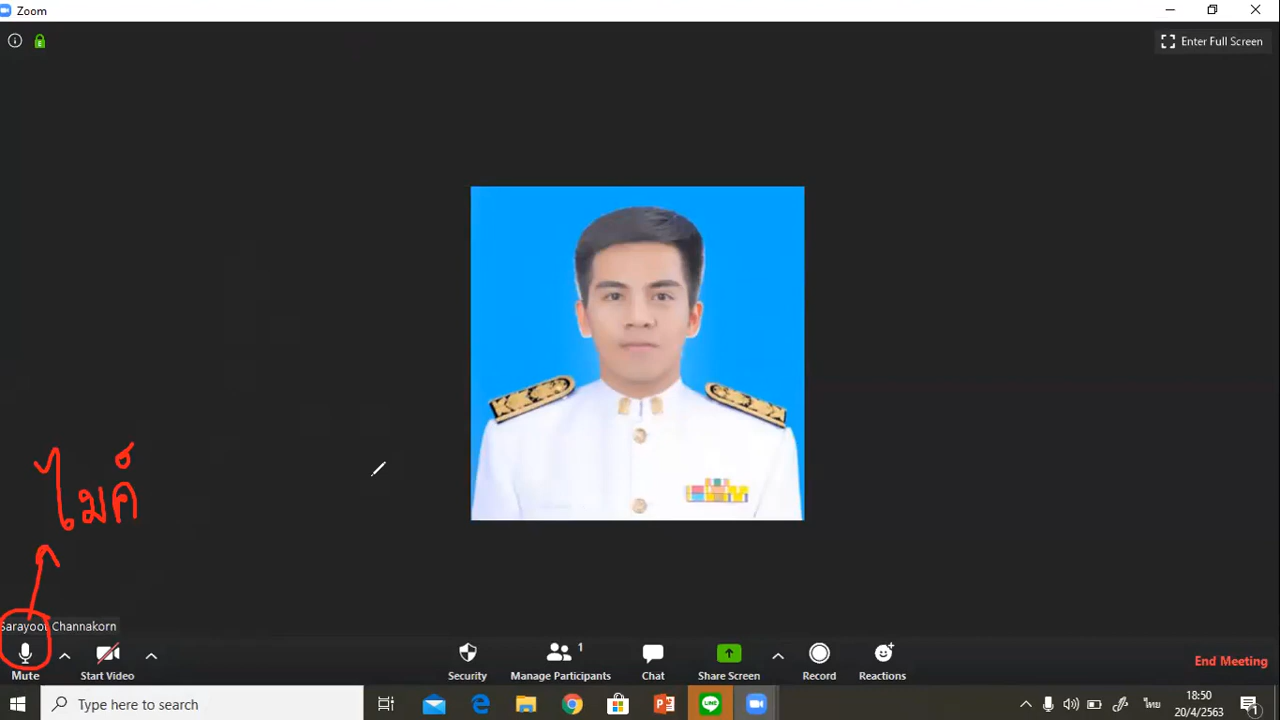 Zoom
Enter Full Screen
ไมค์
Sarayoot Channakorn
Mute
Start Video
Security
Manage Participants
1
Chat
Share Screen
Record
Reactions
End Meeting
Type here to search
LINE
ไทย
18:50
20/4/2563
1